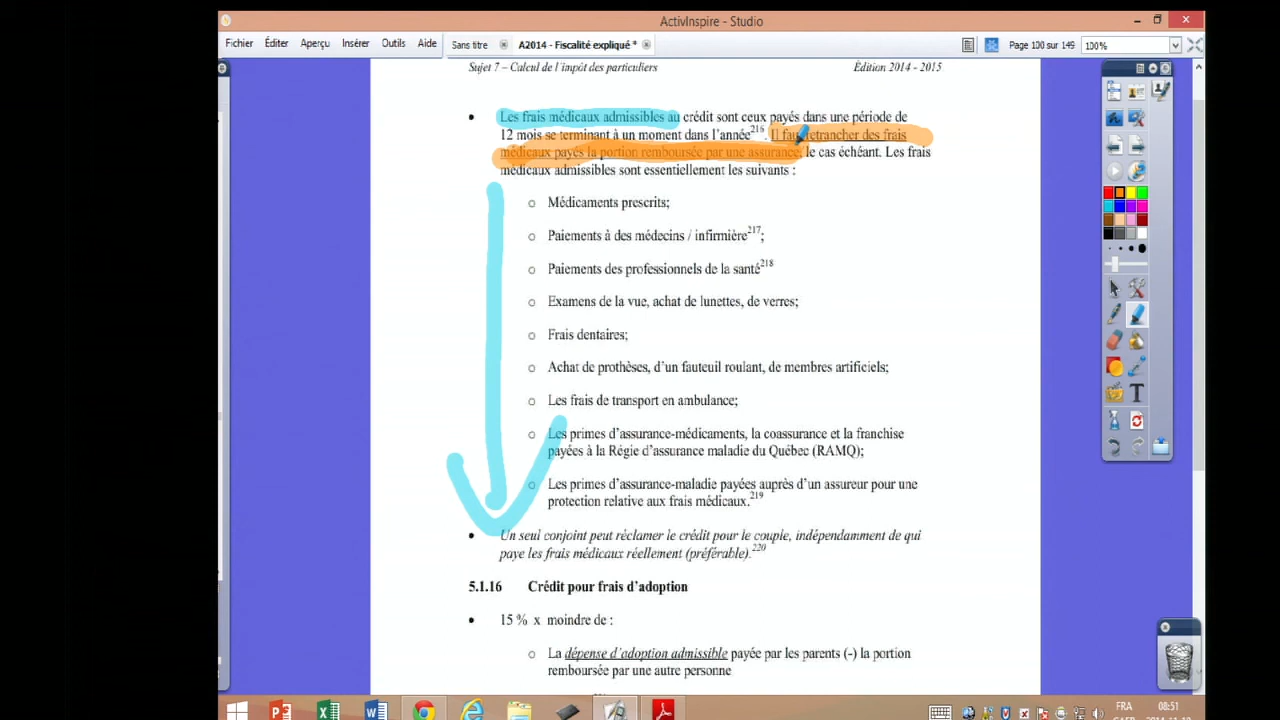 ActivInspire - Studio
Fichier Éditer Aperçu Insérer Outils Aide Sans titre A2014 - Fiscalité expliqué * Page 100 sur 149 100%
Sujet 7 – Calcul de l'impôt des particuliers Édition 2014 - 2015
• Les frais médicaux admissibles au crédit sont ceux payés dans une période de
12 mois se terminant à un moment dans l'année216. Il faut retrancher des frais
médicaux payés la portion remboursée par une assurance, le cas échéant. Les frais
médicaux admissibles sont essentiellement les suivants :
o Médicaments prescrits;
o Paiements à des médecins / infirmière217;
o Paiements des professionnels de la santé218
o Examens de la vue, achat de lunettes, de verres;
o Frais dentaires;
o Achat de prothèses, d'un fauteuil roulant, de membres artificiels;
o Les frais de transport en ambulance;
o Les primes d'assurance-médicaments, la coassurance et la franchise
payées à la Régie d'assurance maladie du Québec (RAMQ);
o Les primes d'assurance-maladie payées auprès d'un assureur pour une
protection relative aux frais médicaux.219
• Un seul conjoint peut réclamer le crédit pour le couple, indépendamment de qui
paye les frais médicaux réellement (préférable).220
5.1.16 Crédit pour frais d'adoption
• 15 % x moindre de :
o La dépense d'adoption admissible payée par les parents (-) la portion
remboursée par une autre personne
FRA 08:51